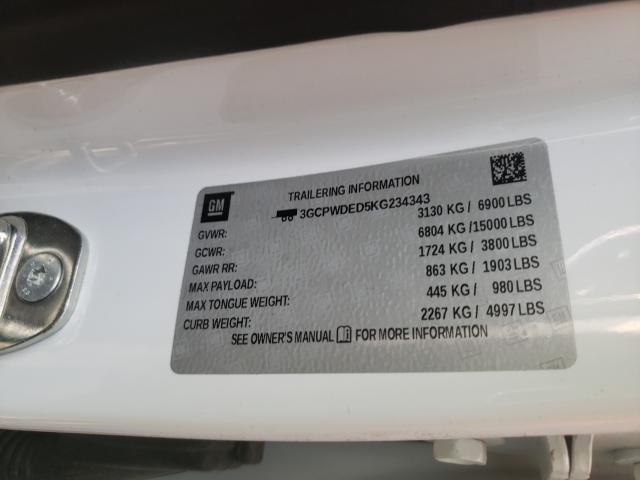 GM
TRAILERING INFORMATION
3GCPWDED5KG234343
GVWR: 3130 KG / 6900 LBS
GCWR: 6804 KG /15000 LBS
GAWR RR: 1724 KG / 3800 LBS
MAX PAYLOAD: 863 KG / 1903 LBS
MAX TONGUE WEIGHT: 445 KG / 980 LBS
CURB WEIGHT: 2267 KG / 4997 LBS
SEE OWNER'S MANUAL FOR MORE INFORMATION